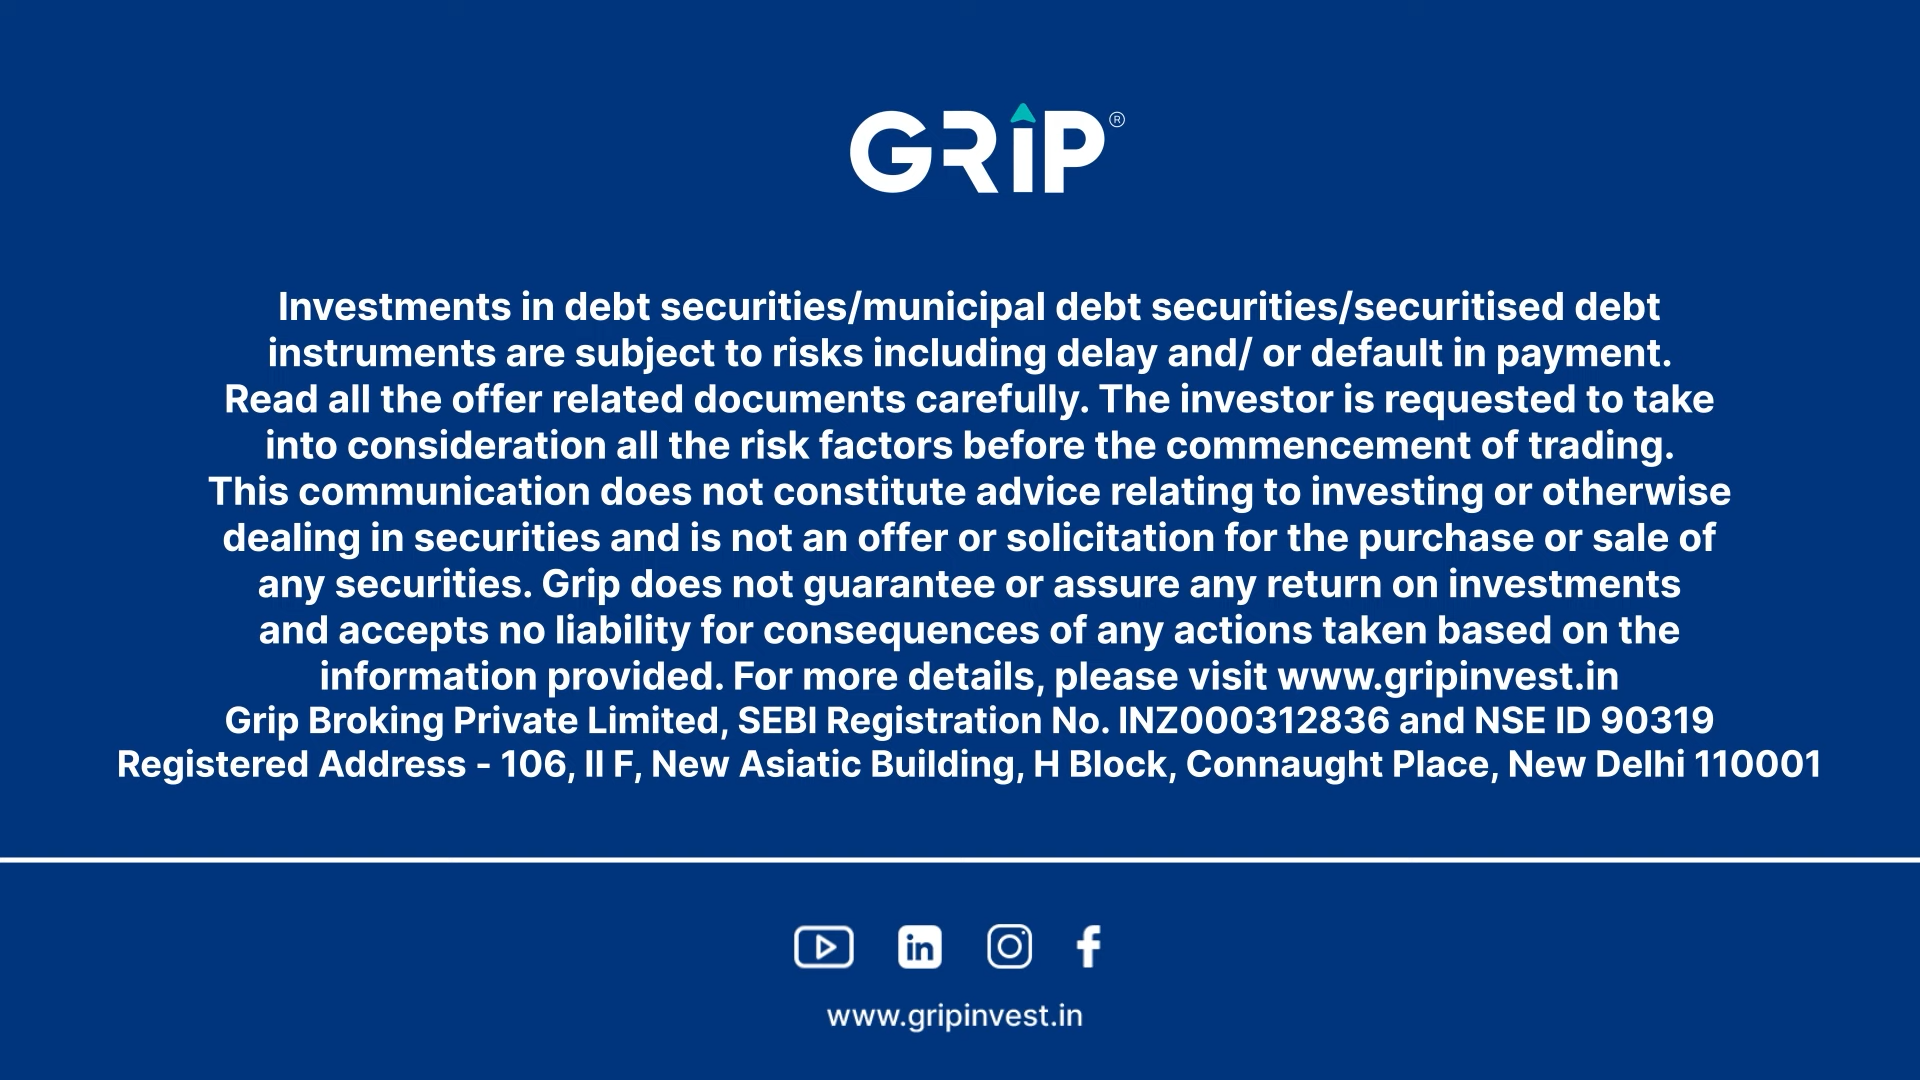 GRIP®
Investments in debt securities/municipal debt securities/securitised debt
instruments are subject to risks including delay and/ or default in payment.
Read all the offer related documents carefully. The investor is requested to take
into consideration all the risk factors before the commencement of trading.
This communication does not constitute advice relating to investing or otherwise
dealing in securities and is not an offer or solicitation for the purchase or sale of
any securities. Grip does not guarantee or assure any return on investments
and accepts no liability for consequences of any actions taken based on the
information provided. For more details, please visit www.gripinvest.in
Grip Broking Private Limited, SEBI Registration No. INZ000312836 and NSE ID 90319
Registered Address - 106, II F, New Asiatic Building, H Block, Connaught Place, New Delhi 110001
www.gripinvest.in